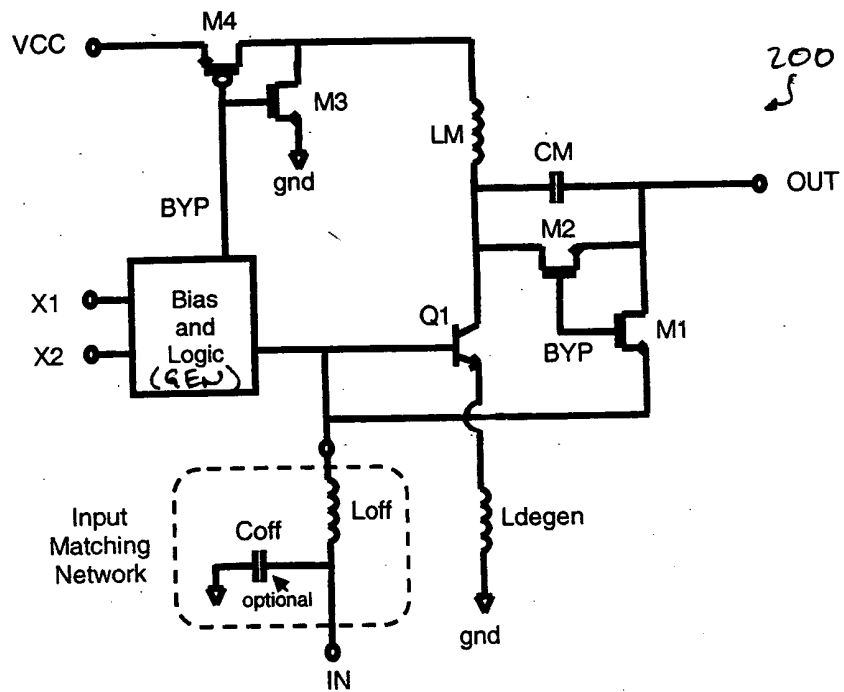 M4
VCC
200
M3
LM
CM
gnd
OUT
BYP
M2
X1
Bias
and
Logic
(GEN)
Q1
M1
X2
BYP
Input
Matching
Network
Coff
Loff
Ldegen
optional
gnd
IN